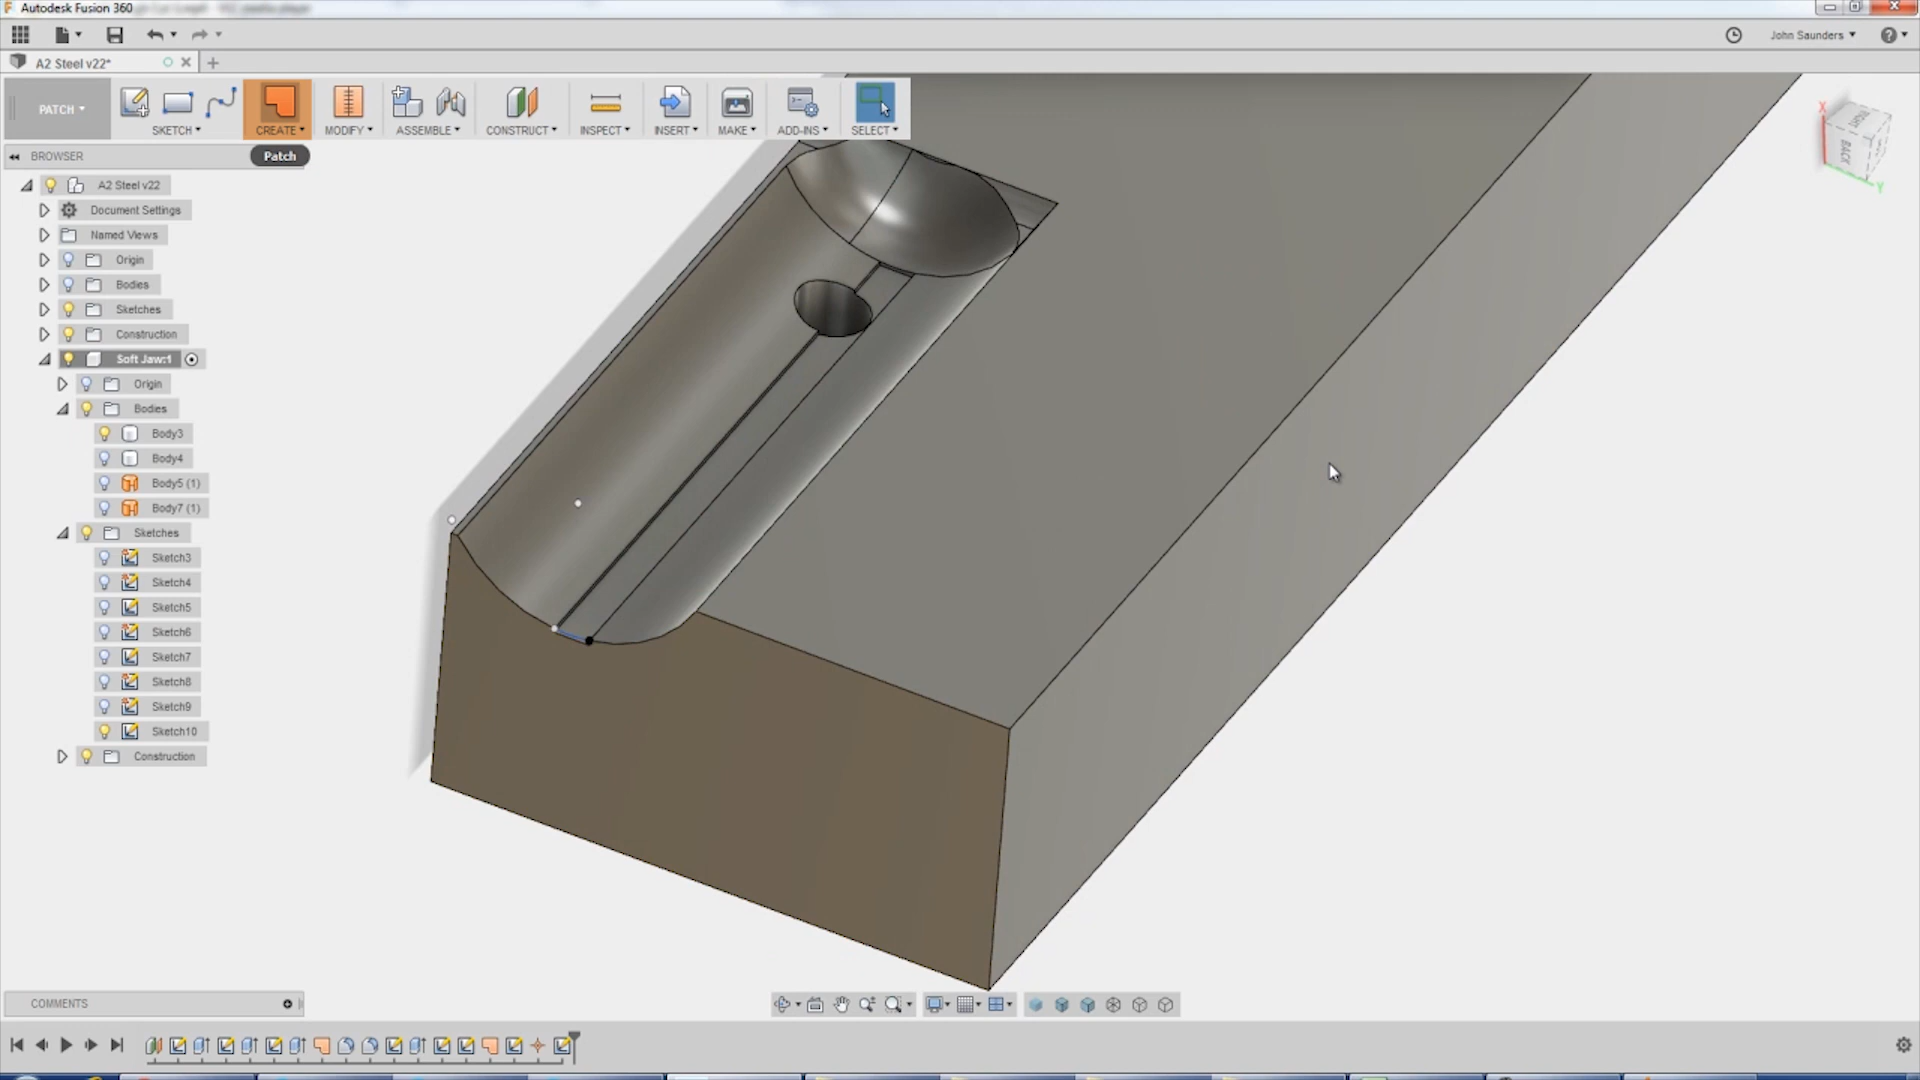 Autodesk Fusion 360
John Saunders
A2 Steel v22*
PATCH
SKETCH
CREATE
MODIFY
ASSEMBLE
CONSTRUCT
INSPECT
INSERT
MAKE
ADD-INS
SELECT
BROWSER
Patch
A2 Steel v22
Document Settings
Named Views
Origin
Bodies
Sketches
Construction
Soft Jaw:1
Origin
Bodies
Body3
Body4
Body5 (1)
Body7 (1)
Sketches
Sketch3
Sketch4
Sketch5
Sketch6
Sketch7
Sketch8
Sketch9
Sketch10
Construction
X
RIGHT
BACK
Y
COMMENTS